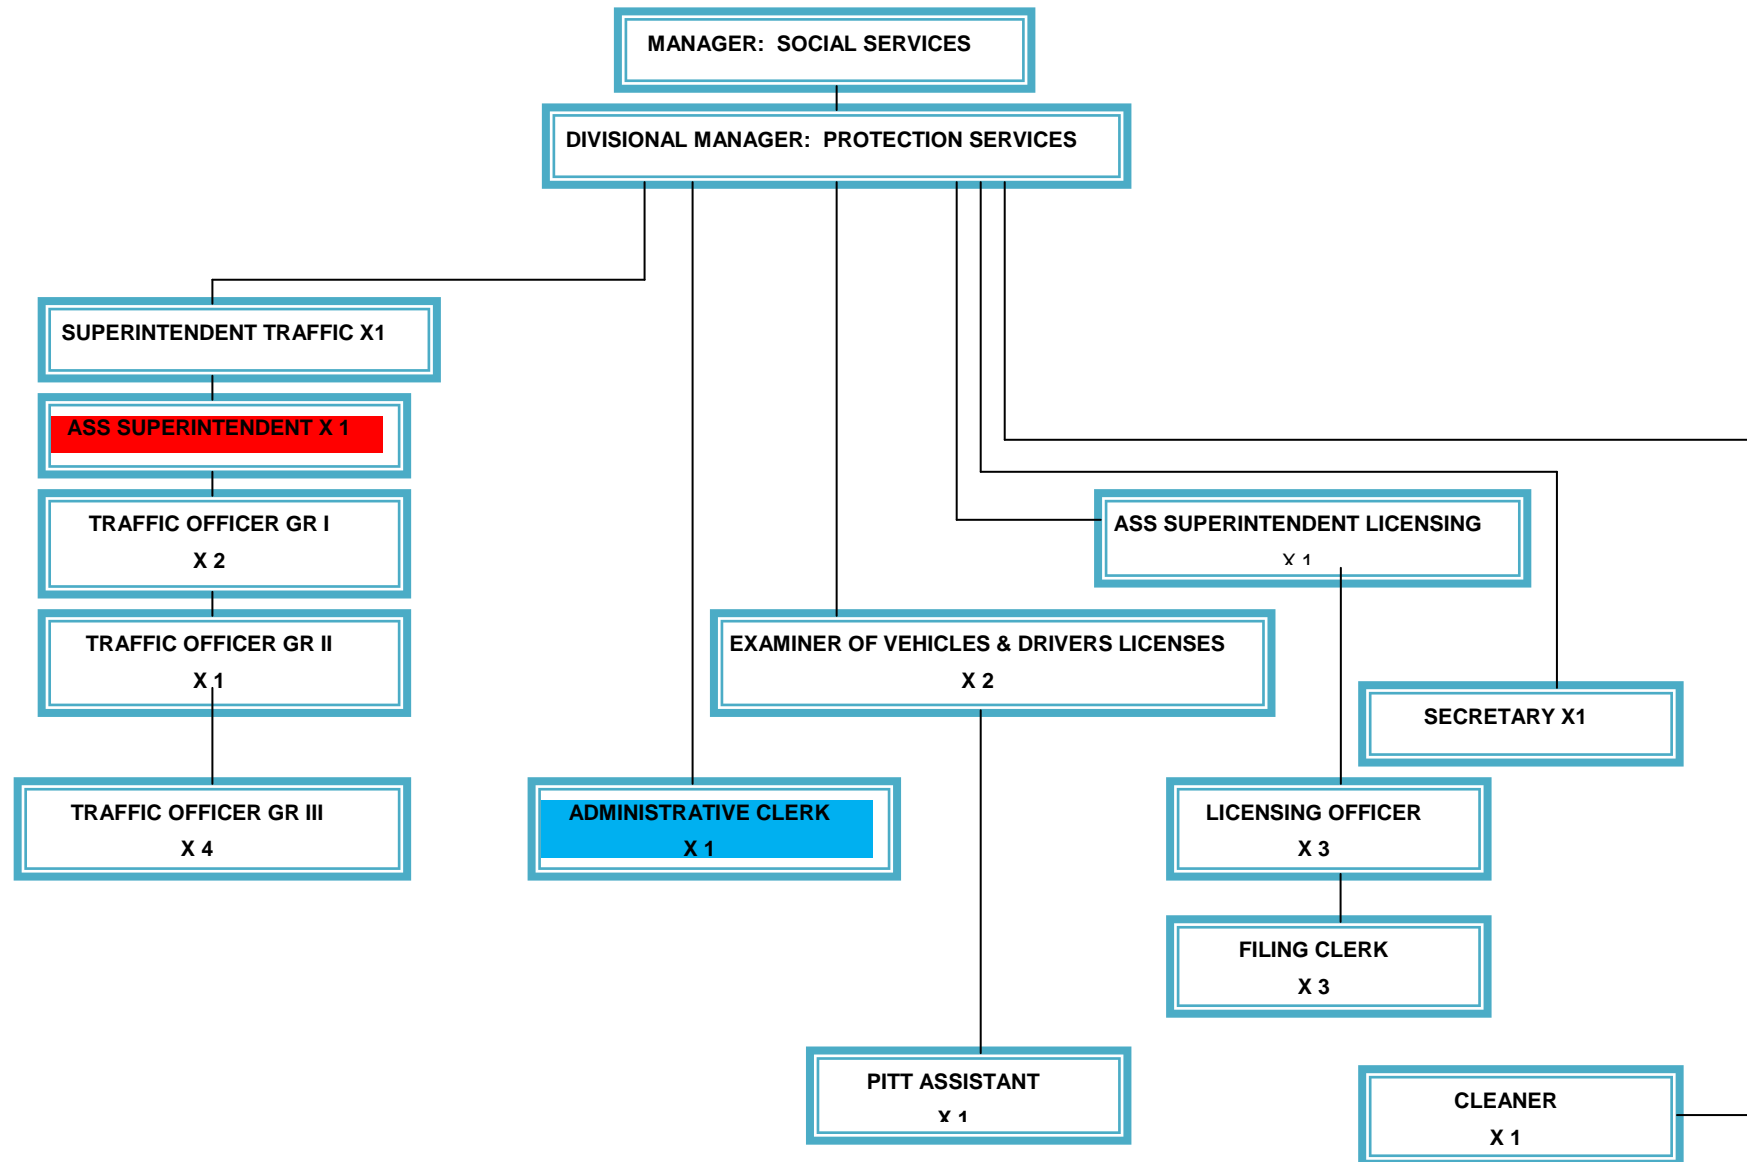 MANAGER: SOCIAL SERVICES
DIVISIONAL MANAGER: PROTECTION SERVICES
SUPERINTENDENT TRAFFIC X1
ASS SUPERINTENDENT X 1
TRAFFIC OFFICER GR I
X 2
ASS SUPERINTENDENT LICENSING
X 1
TRAFFIC OFFICER GR II
X 1
EXAMINER OF VEHICLES & DRIVERS LICENSES
X 2
SECRETARY X1
TRAFFIC OFFICER GR III
X 4
ADMINISTRATIVE CLERK
X 1
LICENSING OFFICER
X 3
FILING CLERK
X 3
PITT ASSISTANT
X 1
CLEANER
X 1